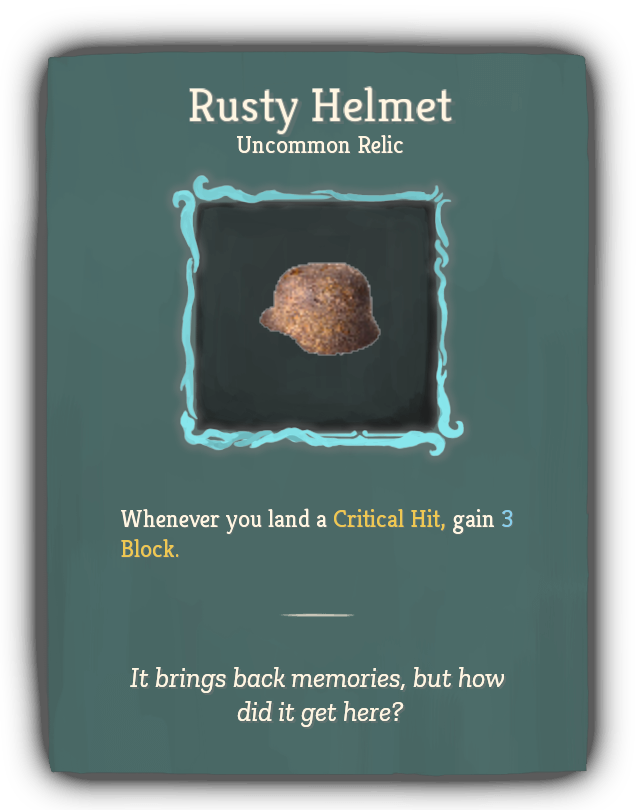 Rusty Helmet
Uncommon Relic
Whenever you land a Critical Hit, gain 3
Block.
It brings back memories, but how
did it get here?